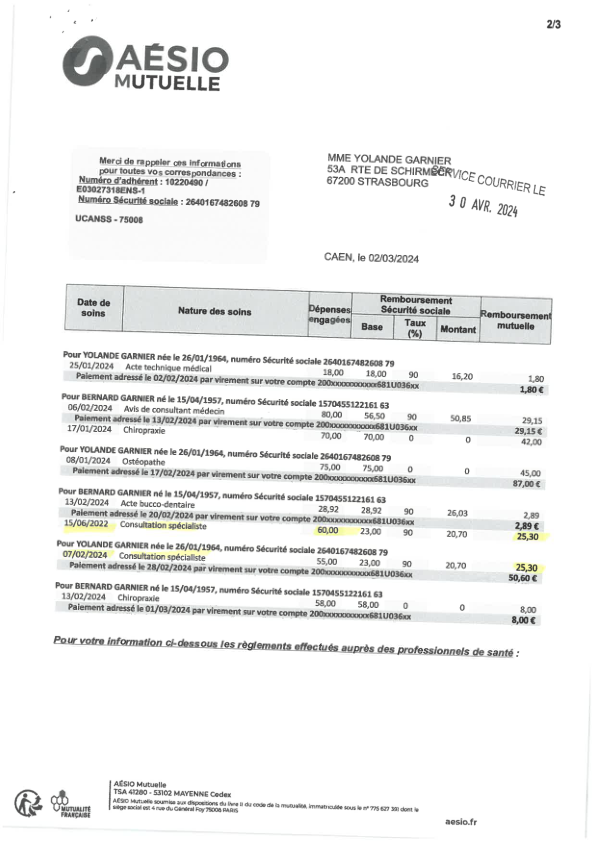 2/3
AÉSIO
MUTUELLE
Merci de rappeler ces informations
pour toutes vos correspondances :
Numéro d'adhérent : 10220490 /
E03027318ENS-1
Numéro Sécurité sociale : 2640167482608 79
UCANSS - 75008
MME YOLANDE GARNIER
53A RTE DE SCHIRMECK
67200 STRASBOURG
SERVICE COURRIER LE
30 AVR. 2024
CAEN, le 02/03/2024
Date de soins Nature des soins Dépenses engagées Remboursement Sécurité sociale Remboursement mutuelle
Base Taux (%) Montant
Pour YOLANDE GARNIER née le 26/01/1964, numéro Sécurité sociale 2640167482608 79
25/01/2024 Acte technique médical 18,00 18,00 90 16,20 1,80
Paiement adressé le 02/02/2024 par virement sur votre compte 200xxxxxxxxxxx681U036xx 1,80 €
Pour BERNARD GARNIER né le 15/04/1957, numéro Sécurité sociale 1570455122161 63
06/02/2024 Avis de consultant médecin 80,00 56,50 90 50,85 29,15
Paiement adressé le 13/02/2024 par virement sur votre compte 200xxxxxxxxxxx681U036xx 29,15 €
17/01/2024 Chiropraxie 70,00 70,00 0 0 42,00
Pour YOLANDE GARNIER née le 26/01/1964, numéro Sécurité sociale 2640167482608 79
08/01/2024 Ostéopathe 75,00 75,00 0 0 45,00
Paiement adressé le 17/02/2024 par virement sur votre compte 200xxxxxxxxxxx681U036xx 87,00 €
Pour BERNARD GARNIER né le 15/04/1957, numéro Sécurité sociale 1570455122161 63
13/02/2024 Acte bucco-dentaire 28,92 28,92 90 26,03 2,89
Paiement adressé le 20/02/2024 par virement sur votre compte 200xxxxxxxxxxx681U036xx 2,89 €
15/06/2022 Consultation spécialiste 60,00 23,00 90 20,70 25,30
Pour YOLANDE GARNIER née le 26/01/1964, numéro Sécurité sociale 2640167482608 79
07/02/2024 Consultation spécialiste 55,00 23,00 90 20,70 25,30
Paiement adressé le 28/02/2024 par virement sur votre compte 200xxxxxxxxxxx681U036xx 50,60 €
Pour BERNARD GARNIER né le 15/04/1957, numéro Sécurité sociale 1570455122161 63
13/02/2024 Chiropraxie 58,00 58,00 0 0 8,00
Paiement adressé le 01/03/2024 par virement sur votre compte 200xxxxxxxxxxx681U036xx 8,00 €
Pour votre information ci-dessous les règlements effectués auprès des professionnels de santé :
MUTUALITÉ
FRANÇAISE
AÉSIO Mutuelle
TSA 41280 - 53102 MAYENNE Cedex
AÉSIO Mutuelle soumise aux dispositions du livre II du code de la mutualité, immatriculée sous le n° 775 627 391 dont le
siège social est 4 rue du Général Foy 75008 PARIS
aesio.fr